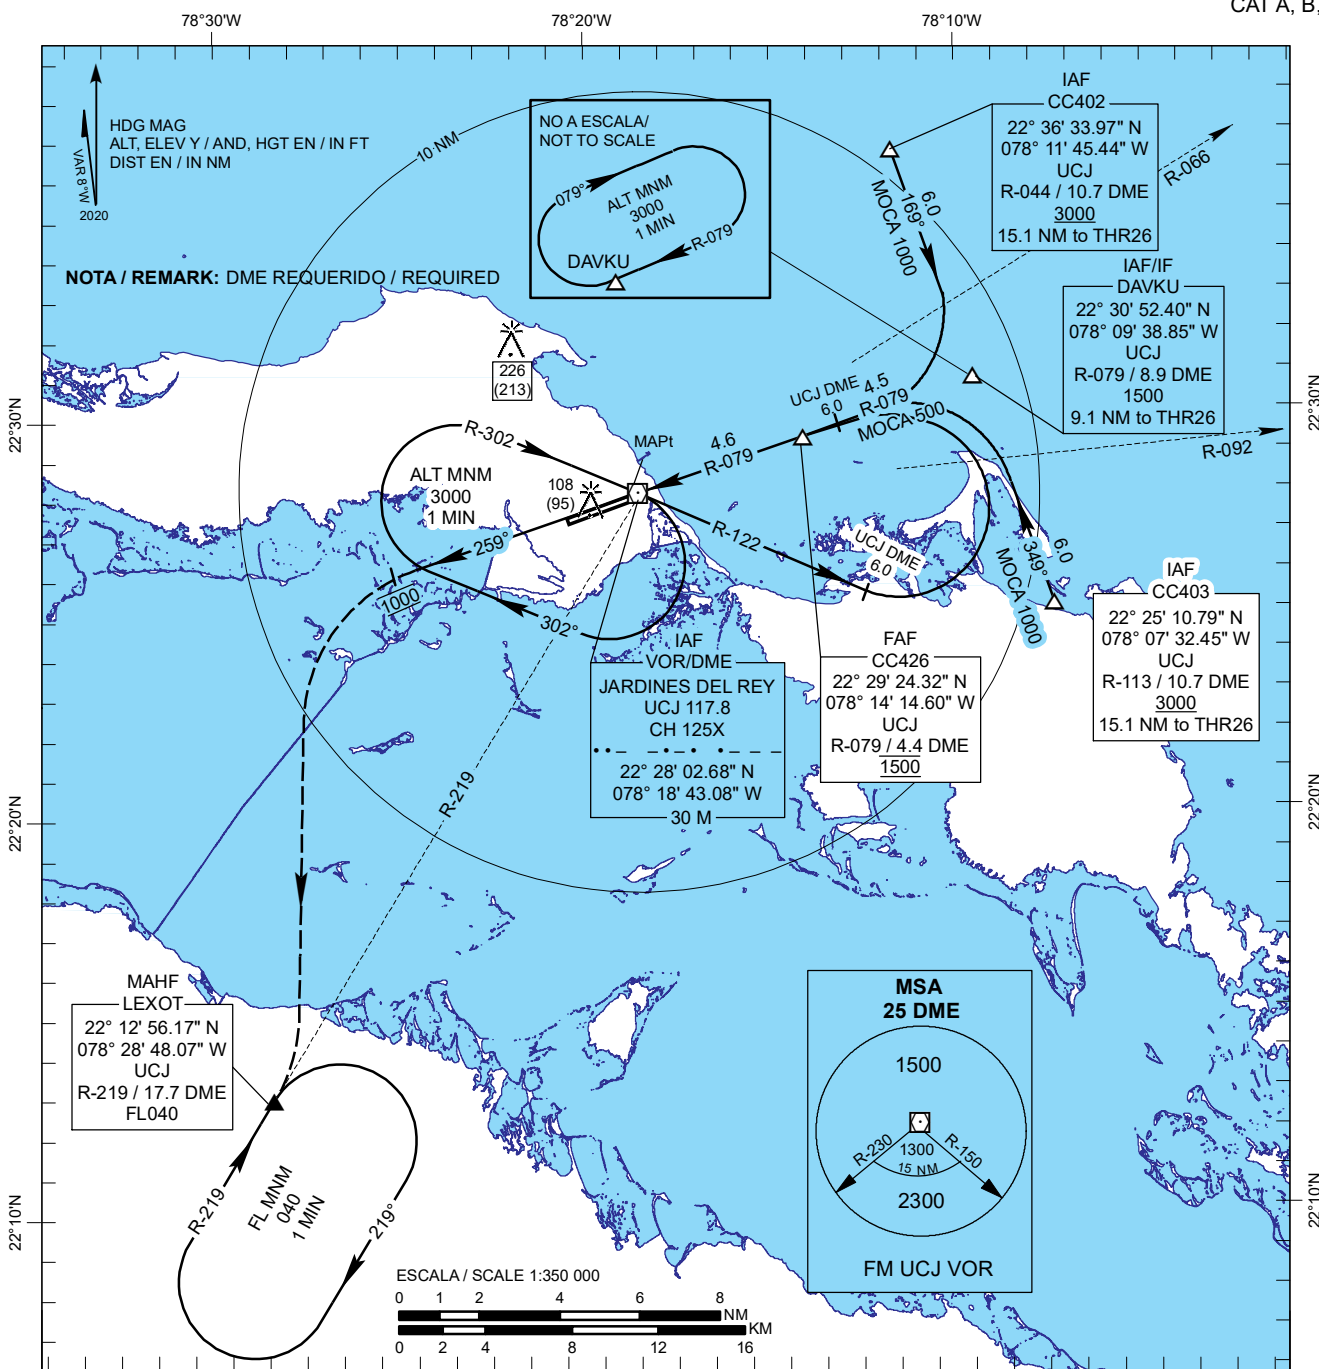 CAT A, B,
78°30'W
78°20'W
78°10'W
HDG MAG
ALT, ELEV Y / AND, HGT EN / IN FT
DIST EN / IN NM
VAR 8°W
2020
NOTA / REMARK: DME REQUERIDO / REQUIRED
10 NM
NO A ESCALA/
NOT TO SCALE
079°
ALT MNM
3000
1 MIN
R-079
DAVKU
IAF
CC402
22° 36' 33.97" N
078° 11' 45.44" W
UCJ
R-044 / 10.7 DME
3000
15.1 NM to THR26
6.0
169°
MOCA 1000
R-066
IAF/IF
DAVKU
22° 30' 52.40" N
078° 09' 38.85" W
UCJ
R-079 / 8.9 DME
1500
9.1 NM to THR26
226
(213)
22°30'N
22°30'N
UCJ DME
6.0
4.5
R-079
MOCA 500
4.6
R-079
MAPt
R-302
ALT MNM
3000
1 MIN
108
(95)
R-092
259°
R-122
UCJ DME
6.0
6.0
349°
MOCA 1000
1000
302°
IAF
CC403
22° 25' 10.79" N
078° 07' 32.45" W
UCJ
R-113 / 10.7 DME
3000
15.1 NM to THR26
IAF
VOR/DME
JARDINES DEL REY
UCJ 117.8
CH 125X
22° 28' 02.68" N
078° 18' 43.08" W
30 M
FAF
CC426
22° 29' 24.32" N
078° 14' 14.60" W
UCJ
R-079 / 4.4 DME
1500
R-219
22°20'N
22°20'N
MAHF
LEXOT
22° 12' 56.17" N
078° 28' 48.07" W
UCJ
R-219 / 17.7 DME
FL040
MSA
25 DME
1500
R-230
1300
15 NM
R-150
2300
FM UCJ VOR
R-219
FL MNM
040
1 MIN
219°
22°10'N
22°10'N
ESCALA / SCALE 1:350 000
0 1 2 4 6 8
NM
KM
0 2 4 8 12 16